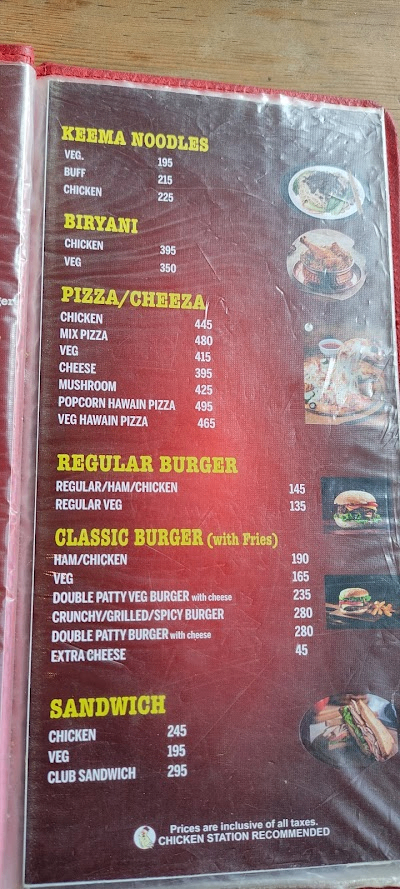 KEEMA NOODLES
VEG. 195
BUFF 215
CHICKEN 225
BIRYANI
CHICKEN 395
VEG 350
PIZZA/CHEEZA
CHICKEN 445
MIX PIZZA 480
VEG 415
CHEESE 395
MUSHROOM 425
POPCORN HAWAIN PIZZA 495
VEG HAWAIN PIZZA 465
REGULAR BURGER
REGULAR/HAM/CHICKEN 145
REGULAR VEG 135
CLASSIC BURGER (with Fries)
HAM/CHICKEN 190
VEG 165
DOUBLE PATTY VEG BURGER with cheese 235
CRUNCHY/GRILLED/SPICY BURGER 280
DOUBLE PATTY BURGER with cheese 280
EXTRA CHEESE 45
SANDWICH
CHICKEN 245
VEG 195
CLUB SANDWICH 295
Prices are inclusive of all taxes.
CHICKEN STATION RECOMMENDED